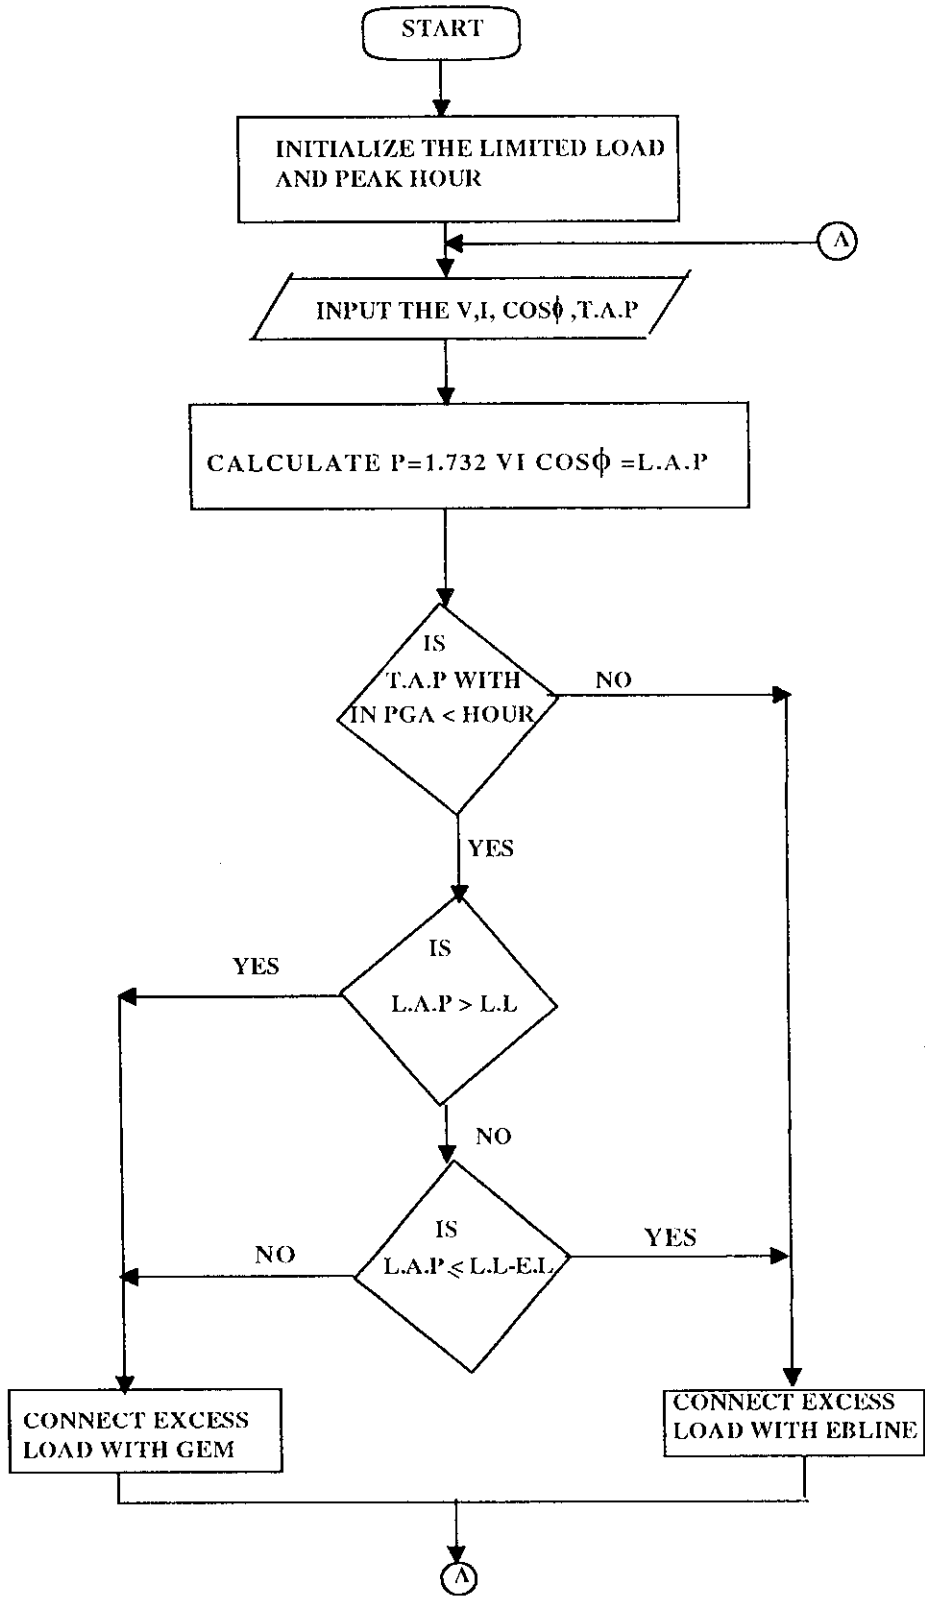 START
INITIALIZE THE LIMITED LOAD
AND PEAK HOUR
A
INPUT THE V,I, COSϕ ,T.A.P
CALCULATE P=1.732 VI COSϕ =L.A.P
IS
T.A.P WITH
IN PGA < HOUR
NO
YES
IS
L.A.P > L.L
YES
NO
IS
L.A.P ⩽ L.L-E.L
NO
YES
CONNECT EXCESS
LOAD WITH GEM
CONNECT EXCESS
LOAD WITH EBLINE
A